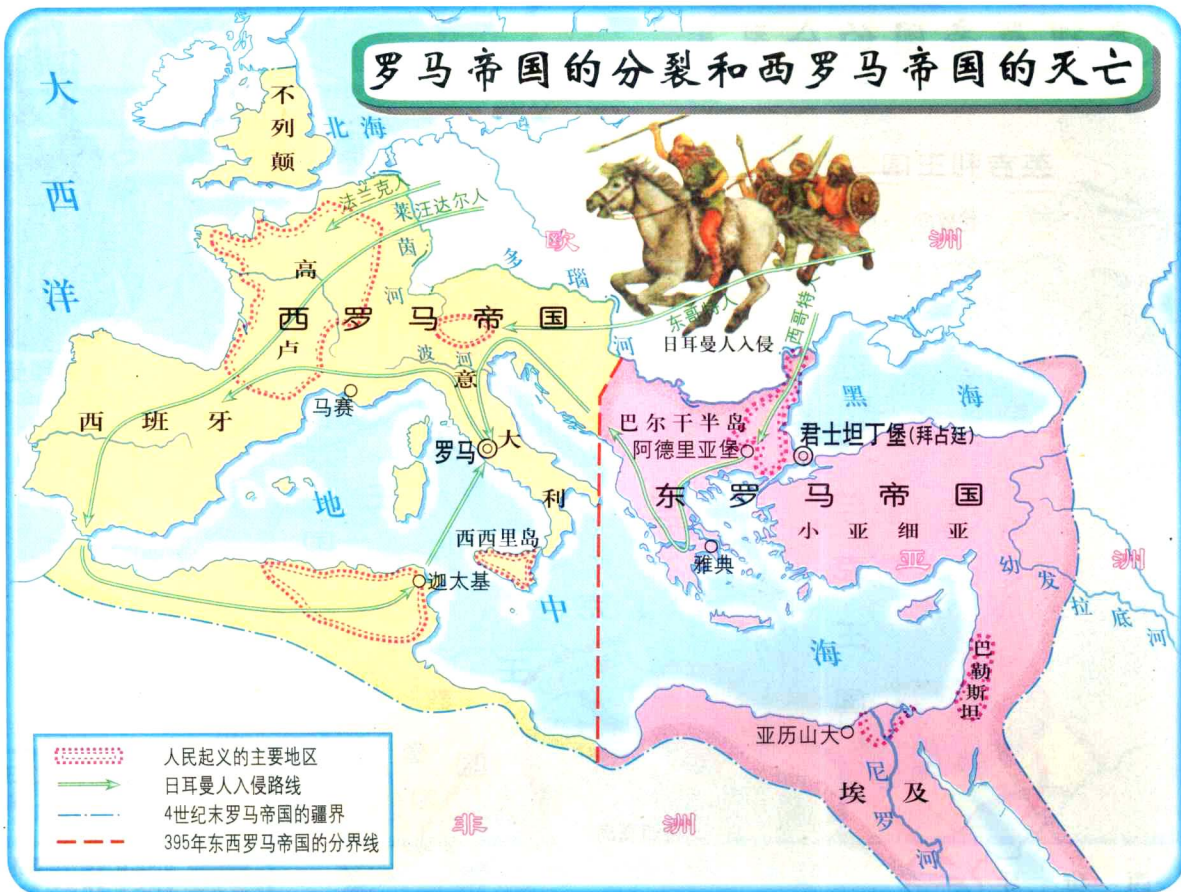 罗马帝国的分裂和西罗马帝国的灭亡
大西洋
不列颠
北海
法兰克人
汪达尔人
莱茵河
欧洲
多瑙河
高卢
西罗马帝国
东哥特人
西哥特人
日耳曼人入侵
波河
意大利
马赛
西班牙
罗马
巴尔干半岛
阿德里亚堡
黑海
君士坦丁堡(拜占廷)
东罗马帝国
小亚细亚
亚洲
地中海
西西里岛
迦太基
雅典
幼发拉底河
巴勒斯坦
亚历山大
埃及
尼罗河
非洲
人民起义的主要地区
日耳曼人入侵路线
4世纪末罗马帝国的疆界
395年东西罗马帝国的分界线